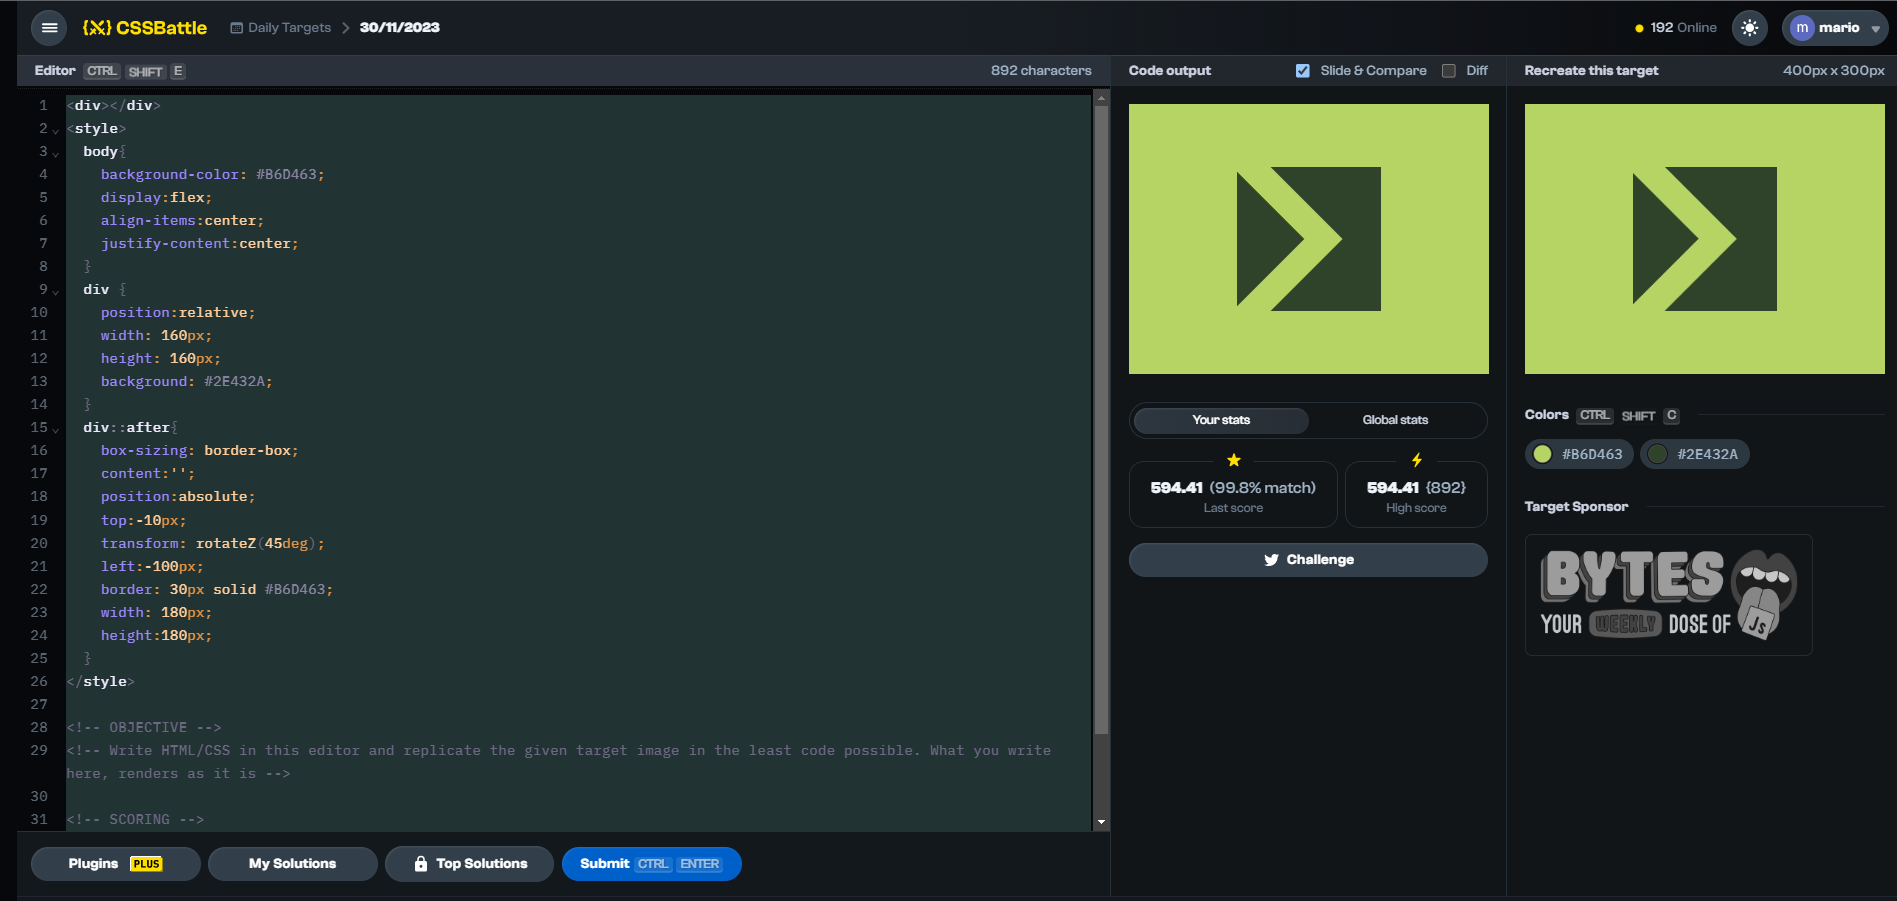 CSSBattle
Daily Targets
30/11/2023
192 Online
m
mario
Editor CTRL SHIFT E
892 characters
Code output
Slide & Compare
Diff
Recreate this target
400px x 300px
1 <div></div>
2 <style>
3 body{
4 background-color: #B6D463;
5 display:flex;
6 align-items:center;
7 justify-content:center;
8 }
9 div {
10 position:relative;
11 width: 160px;
12 height: 160px;
13 background: #2E432A;
14 }
15 div::after{
16 box-sizing: border-box;
17 content:'';
18 position:absolute;
19 top:-10px;
20 transform: rotateZ(45deg);
21 left:-100px;
22 border: 30px solid #B6D463;
23 width: 180px;
24 height:180px;
25 }
26 </style>
27
28 <!-- OBJECTIVE -->
29 <!-- Write HTML/CSS in this editor and replicate the given target image in the least code possible. What you write
here, renders as it is -->
30
31 <!-- SCORING -->
Your stats
Global stats
594.41 (99.8% match)
Last score
594.41 {892}
High score
Challenge
Colors CTRL SHIFT C
#B6D463
#2E432A
Target Sponsor
BYTES
YOUR WEEKLY DOSE OF JS
Plugins PLUS
My Solutions
Top Solutions
Submit CTRL ENTER